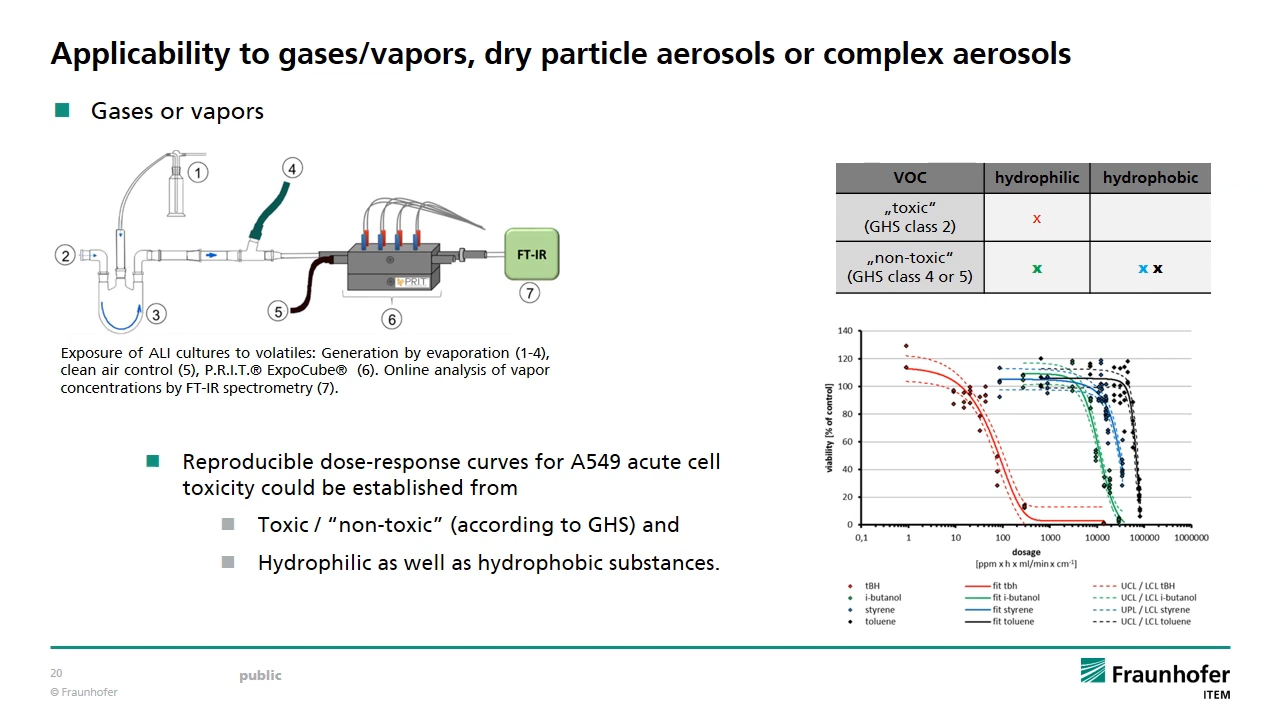 Applicability to gases/vapors, dry particle aerosols or complex aerosols
Gases or vapors
1
2
3
4
5
6
7
PRIT
FT-IR
Exposure of ALI cultures to volatiles: Generation by evaporation (1-4),
clean air control (5), P.R.I.T.® ExpoCube® (6). Online analysis of vapor
concentrations by FT-IR spectrometry (7).
Reproducible dose-response curves for A549 acute cell
toxicity could be established from
Toxic / “non-toxic” (according to GHS) and
Hydrophilic as well as hydrophobic substances.
VOC hydrophilic hydrophobic
„toxic“
(GHS class 2) x
„non-toxic“
(GHS class 4 or 5) x x x
140
120
100
80
60
40
20
0
viability [% of control]
0,1 1 10 100 1000 10000 100000 1000000
dosage
[ppm x h x ml/min x cm⁻¹]
tBH fit tbh UCL / LCL tBH
i-butanol fit i-butanol UCL / LCL i-butanol
styrene fit styrene UPL / LCL styrene
toluene fit toluene UCL / LCL toluene
20
public
© Fraunhofer
Fraunhofer
ITEM